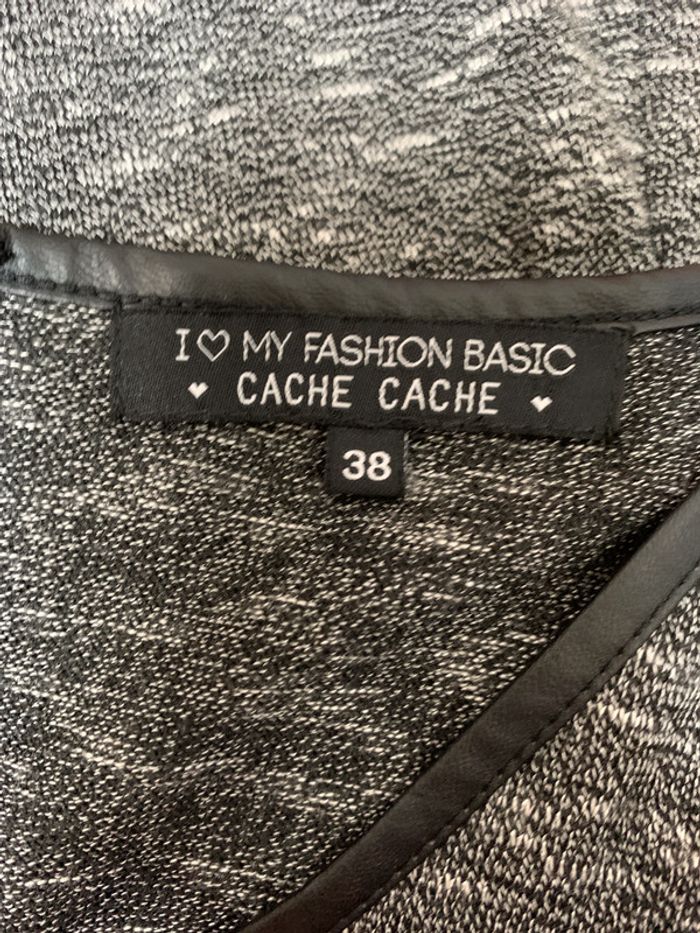 I ♡ MY FASHION BASIC
♥ CACHE CACHE ♥
38